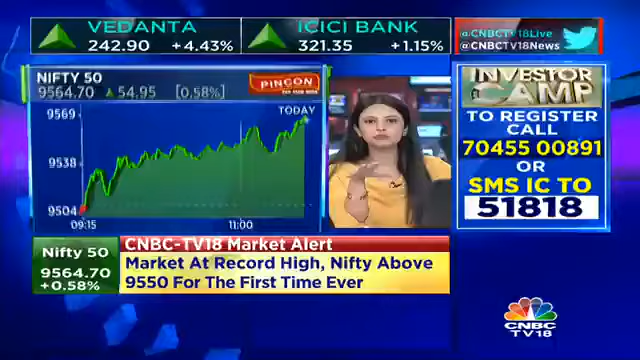 VEDANTA
242.90 +4.43%
ICICI BANK
321.35 +1.15%
@CNBCTV18Live
@CNBCTV18News
NIFTY 50
9564.70 54.95 [0.58%]
PINCON
TODAY
9569
9538
9504
09:15 11:00
INVESTOR
CAMP
TO REGISTER
CALL
70455 00891
OR
SMS IC TO
51818
Nifty 50
9564.70
+0.58%
CNBC-TV18 Market Alert
Market At Record High, Nifty Above
9550 For The First Time Ever
CNBC
TV18